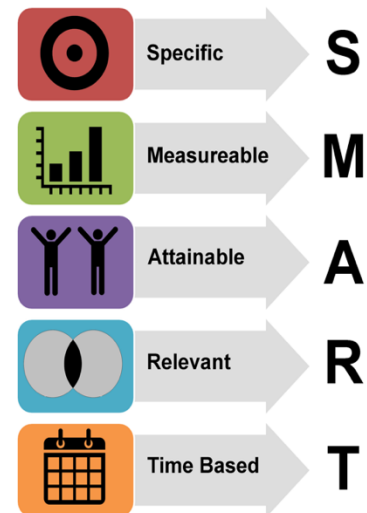 Specific S
Measureable M
Attainable A
Relevant R
Time Based T